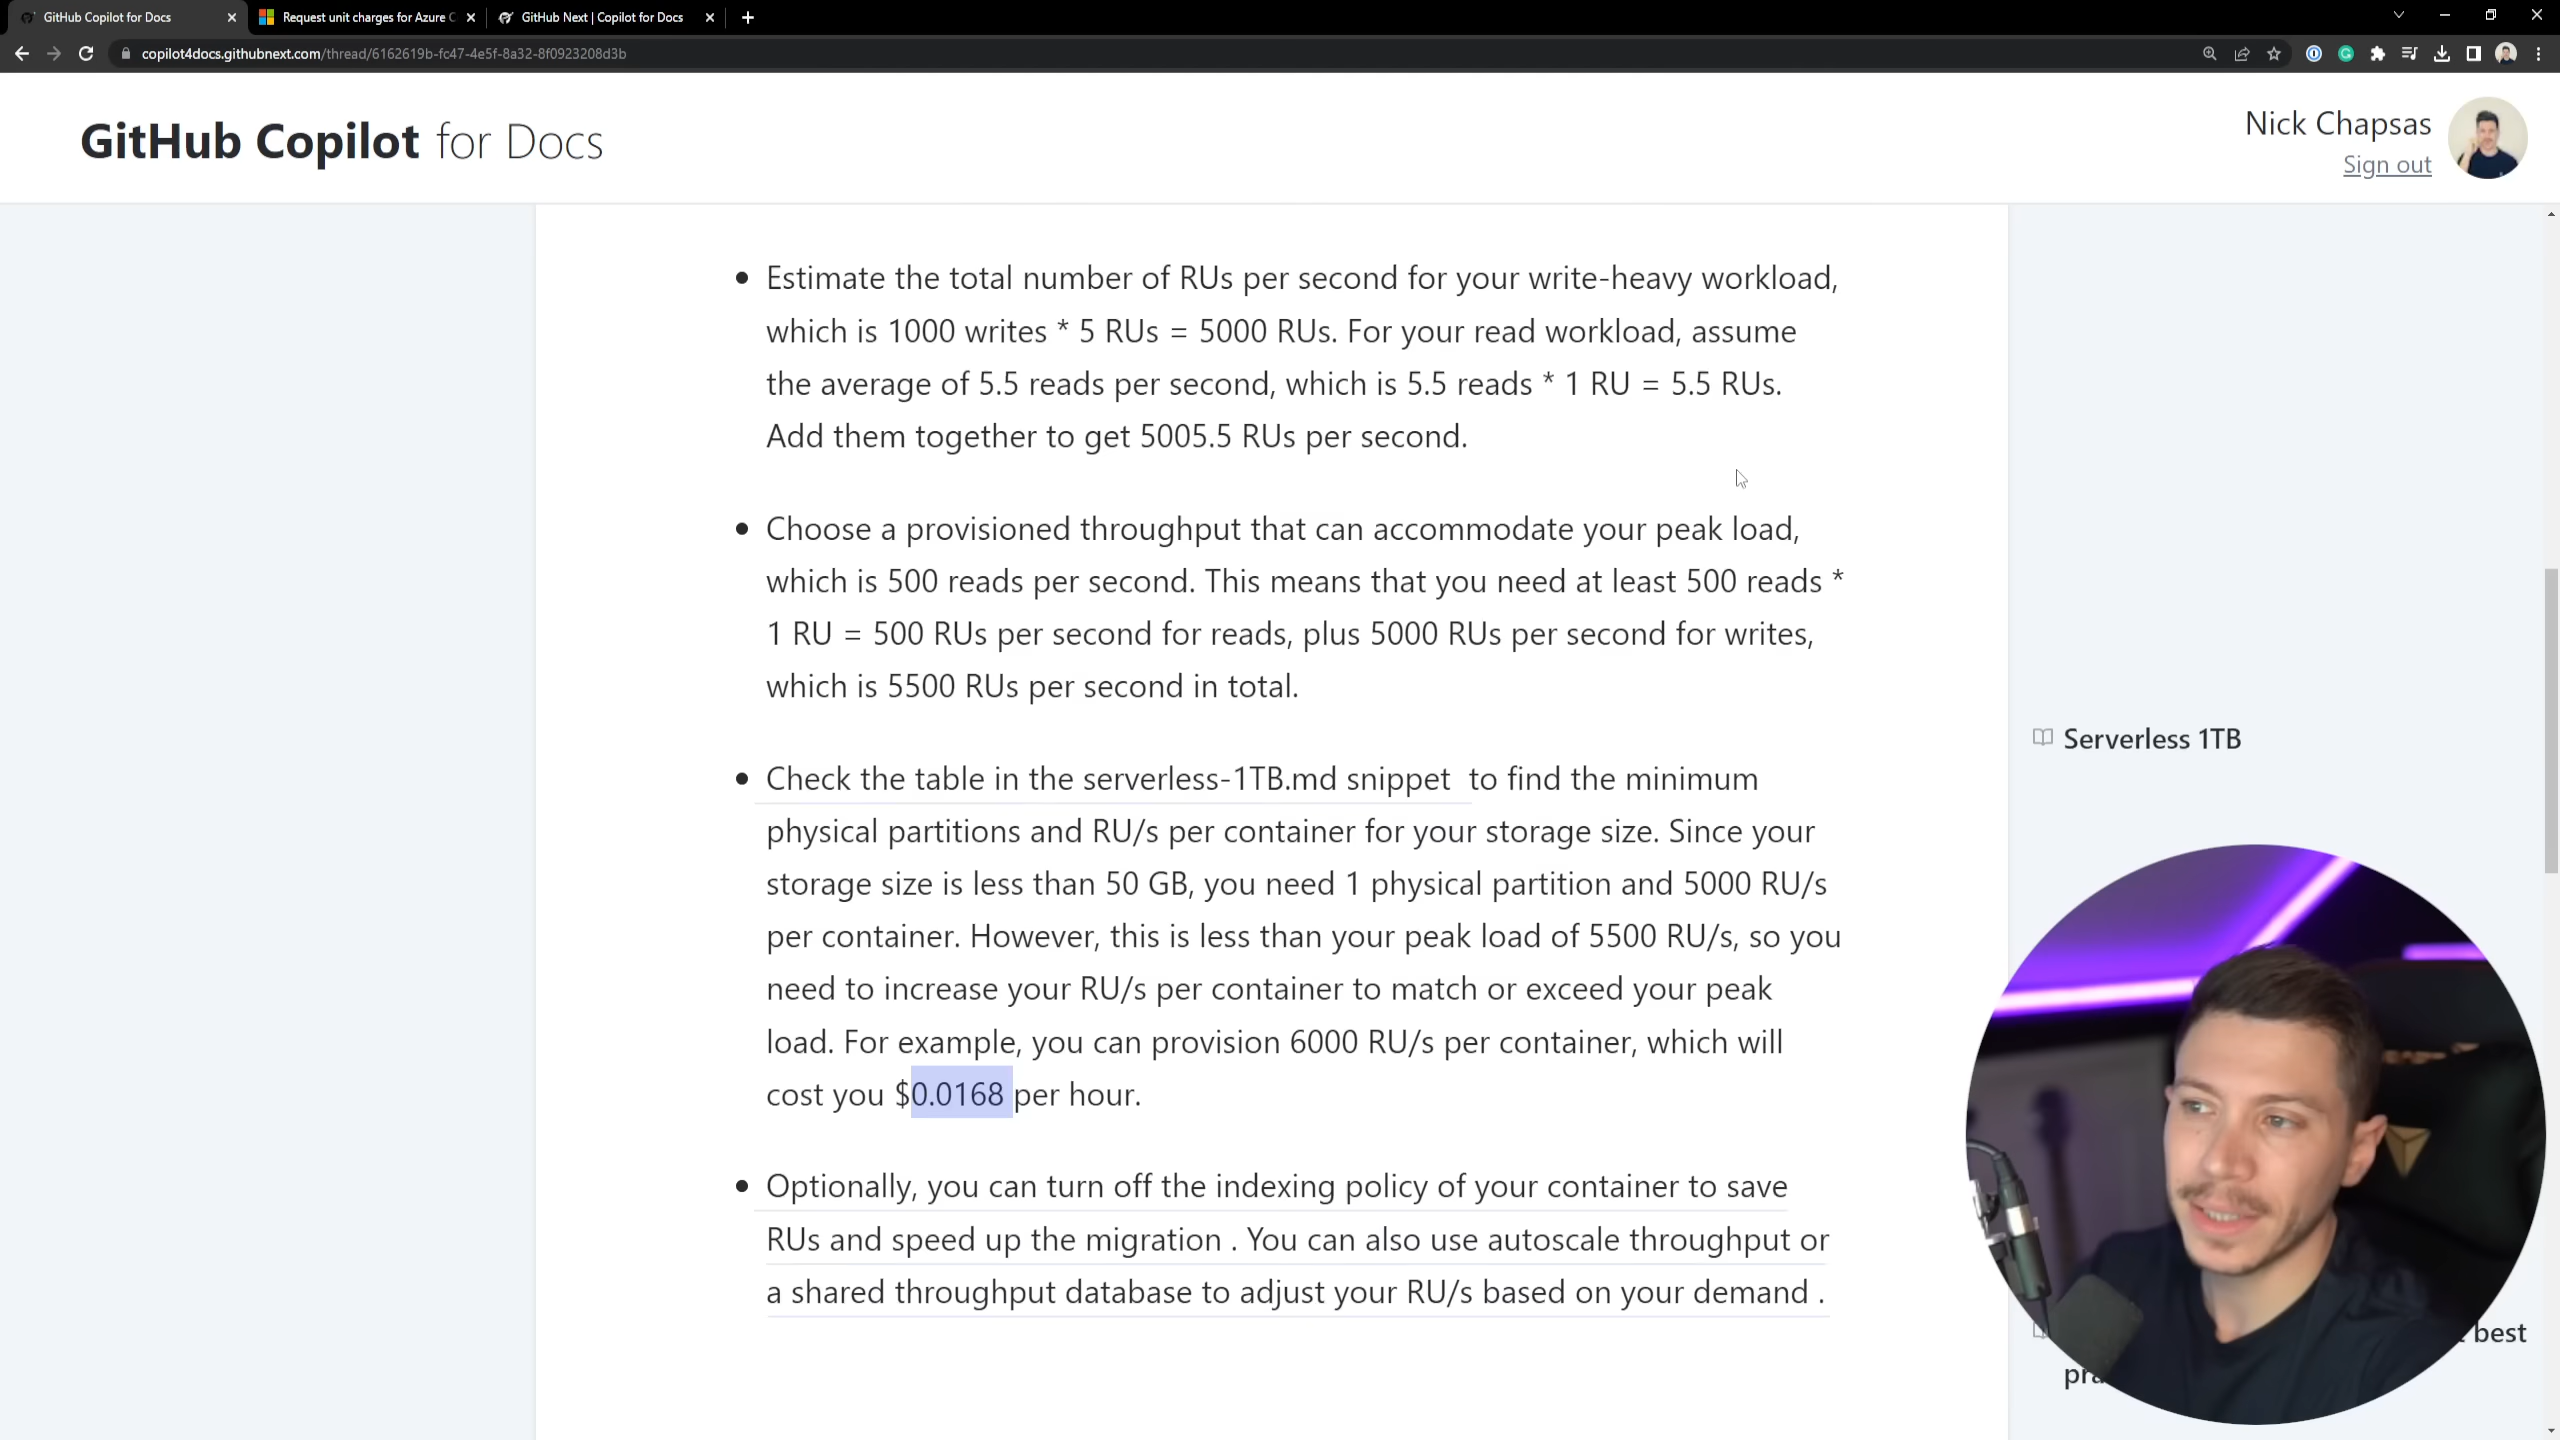 GitHub Copilot for Docs
Request unit charges for Azure C
GitHub Next | Copilot for Docs
copilot4docs.githubnext.com/thread/6162619b-fc47-4e5f-8a32-8f0923208d3b
GitHub Copilot for Docs
Nick Chapsas
Sign out
Estimate the total number of RUs per second for your write-heavy workload,
which is 1000 writes * 5 RUs = 5000 RUs. For your read workload, assume
the average of 5.5 reads per second, which is 5.5 reads * 1 RU = 5.5 RUs.
Add them together to get 5005.5 RUs per second.
Choose a provisioned throughput that can accommodate your peak load,
which is 500 reads per second. This means that you need at least 500 reads *
1 RU = 500 RUs per second for reads, plus 5000 RUs per second for writes,
which is 5500 RUs per second in total.
Serverless 1TB
Check the table in the serverless-1TB.md snippet to find the minimum
physical partitions and RU/s per container for your storage size. Since your
storage size is less than 50 GB, you need 1 physical partition and 5000 RU/s
per container. However, this is less than your peak load of 5500 RU/s, so you
need to increase your RU/s per container to match or exceed your peak
load. For example, you can provision 6000 RU/s per container, which will
cost you $0.0168 per hour.
Optionally, you can turn off the indexing policy of your container to save
RUs and speed up the migration . You can also use autoscale throughput or
a shared throughput database to adjust your RU/s based on your demand .
best